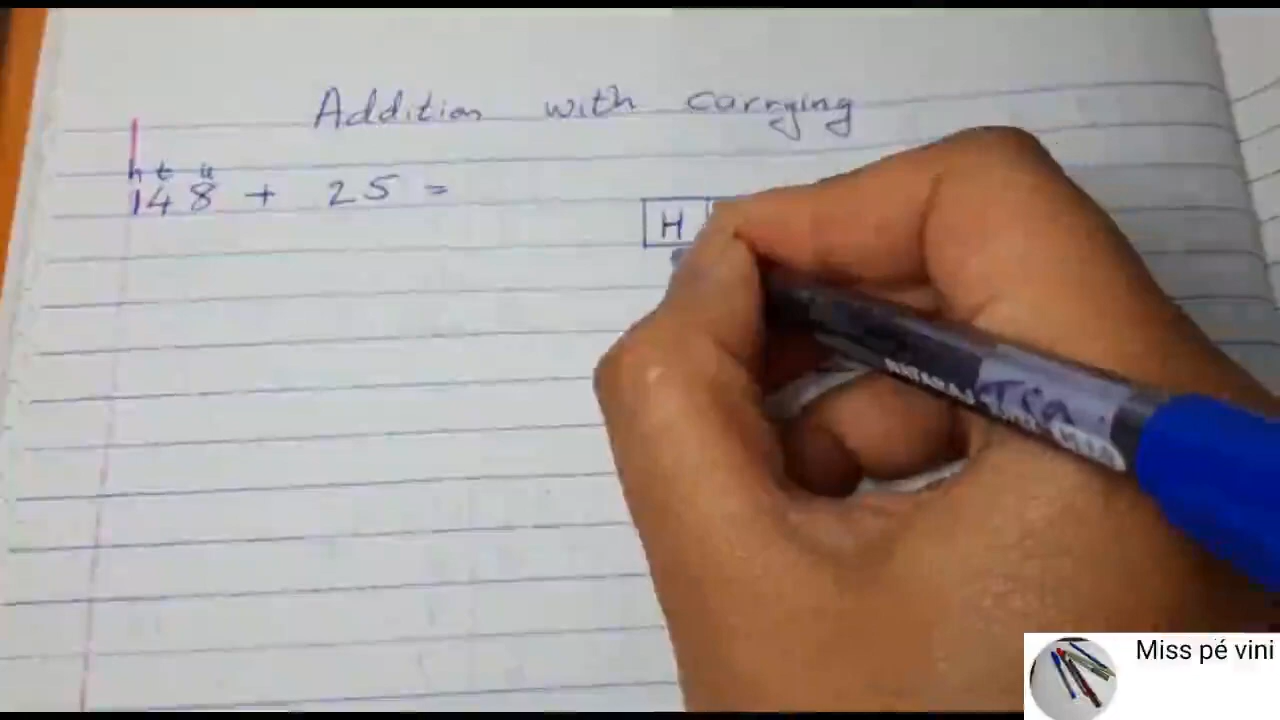 Addition with carrying
h t u
148 + 25 =
H
Miss pé vini